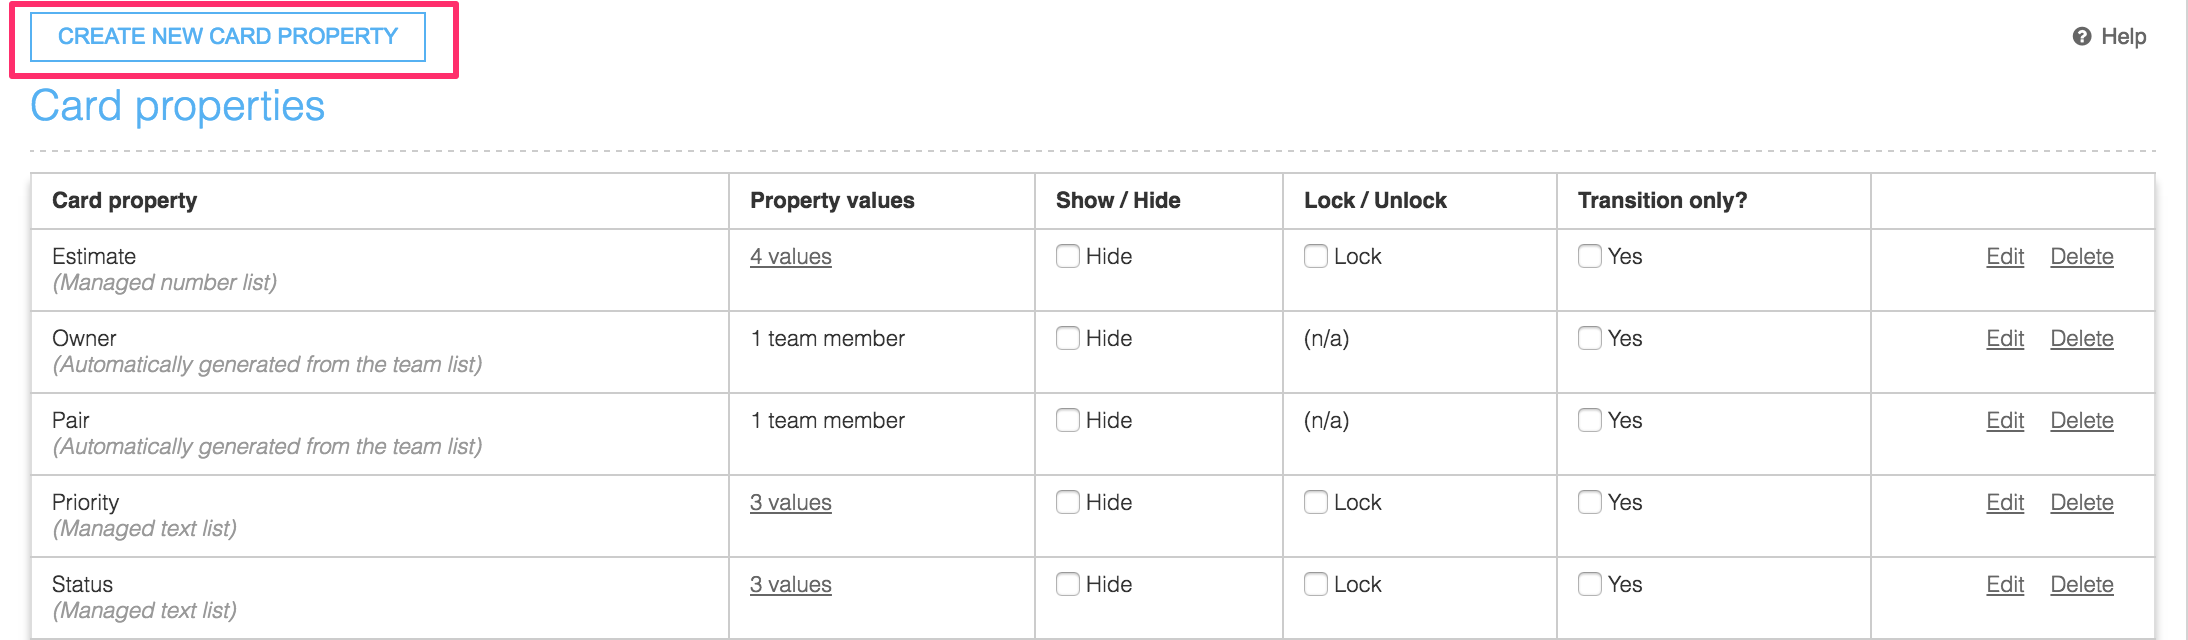 CREATE NEW CARD PROPERTY
Help
Card properties
Card property Property values Show / Hide Lock / Unlock Transition only?
Estimate 4 values Hide Lock Yes Edit Delete
(Managed number list)
Owner 1 team member Hide (n/a) Yes Edit Delete
(Automatically generated from the team list)
Pair 1 team member Hide (n/a) Yes Edit Delete
(Automatically generated from the team list)
Priority 3 values Hide Lock Yes Edit Delete
(Managed text list)
Status 3 values Hide Lock Yes Edit Delete
(Managed text list)